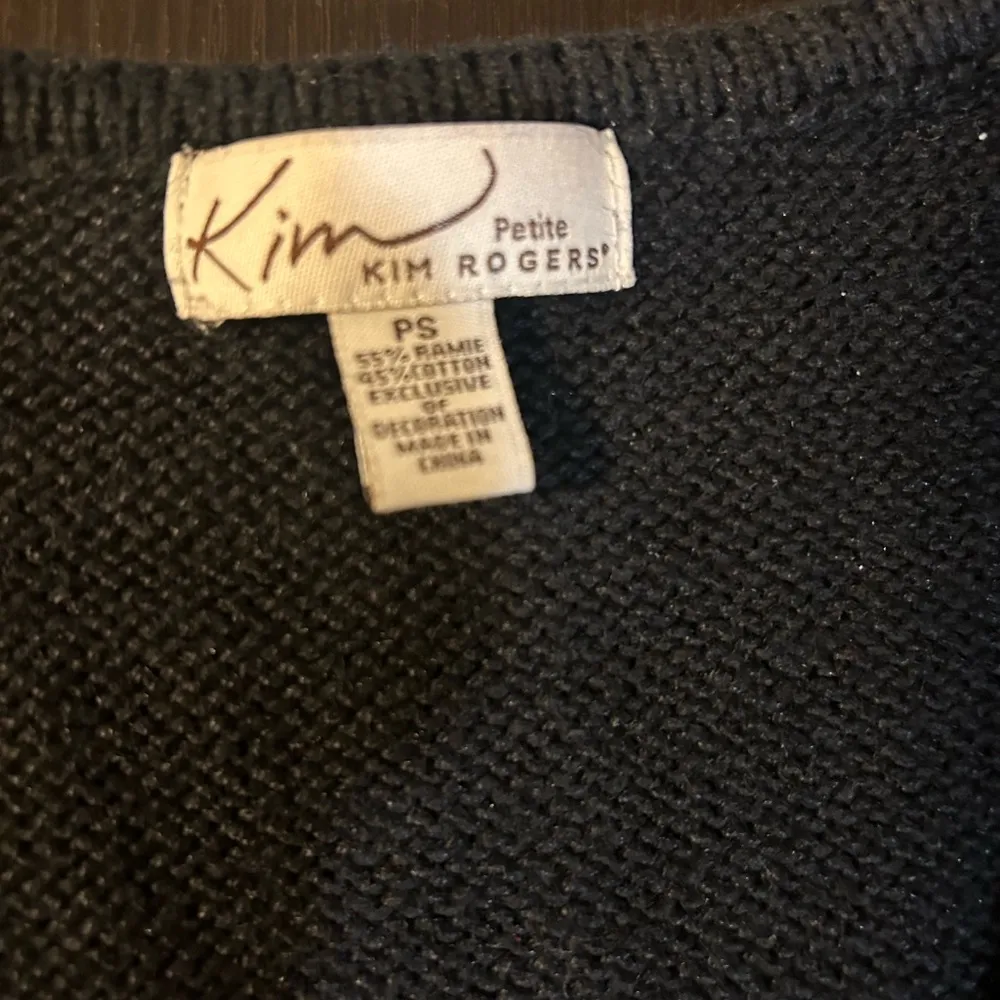 Kim
Petite
KIM ROGERS®
PS
55% RAMIE
45% COTTON
EXCLUSIVE
OF
DECORATION
MADE IN
CHINA